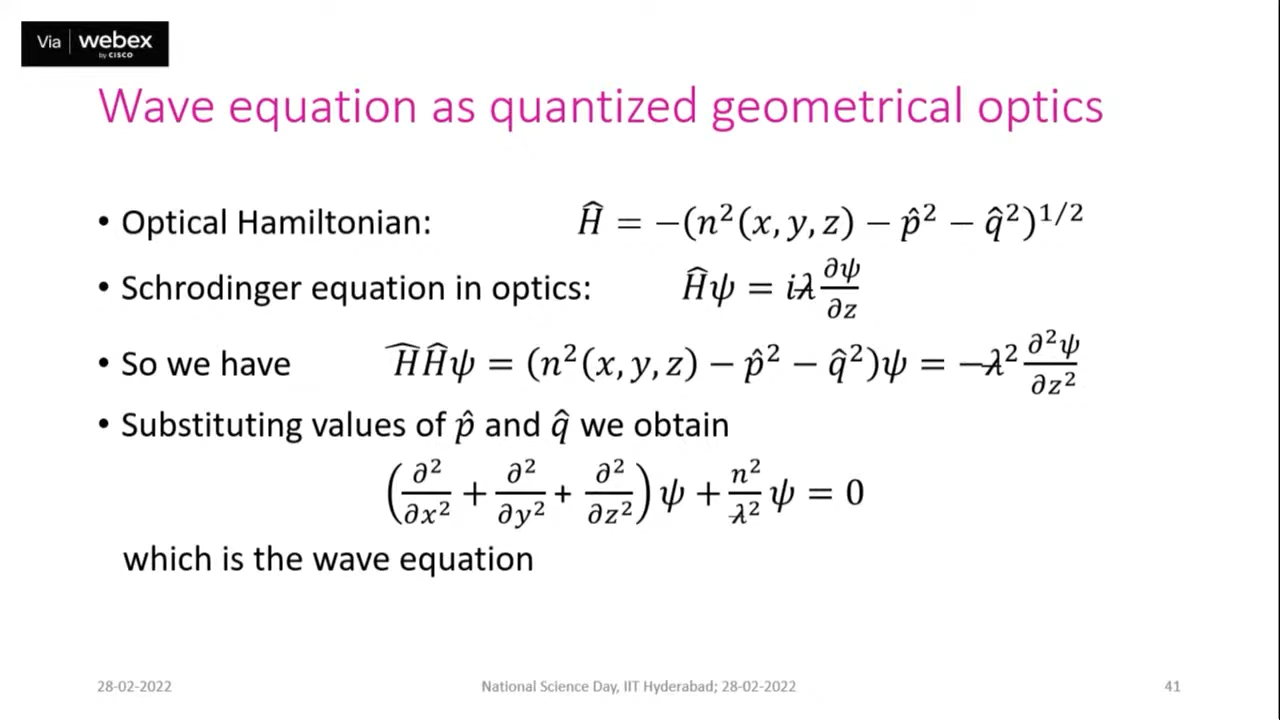 Via | webex
by CISCO
Wave equation as quantized geometrical optics
• Optical Hamiltonian: Ĥ = −(n²(x, y, z) − p̂² − q̂²)^{1/2}
• Schrodinger equation in optics: Ĥψ = iƛ ∂ψ/∂z
• So we have ĤĤψ = (n²(x, y, z) − p̂² − q̂²)ψ = −ƛ² ∂²ψ/∂z²
• Substituting values of p̂ and q̂ we obtain
(∂²/∂x² + ∂²/∂y² + ∂²/∂z²)ψ + n²/ƛ² ψ = 0
which is the wave equation
28-02-2022 National Science Day, IIT Hyderabad; 28-02-2022 41